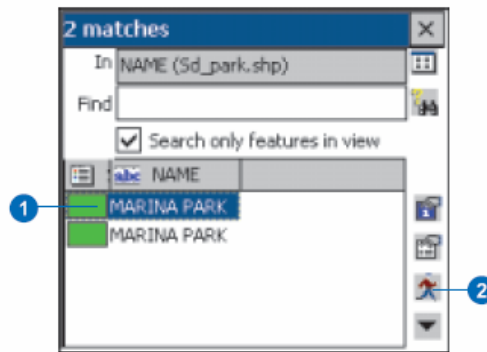 2 matches
In NAME (Sd_park.shp)
Find
Search only features in view
abc NAME
1 MARINA PARK
MARINA PARK
2